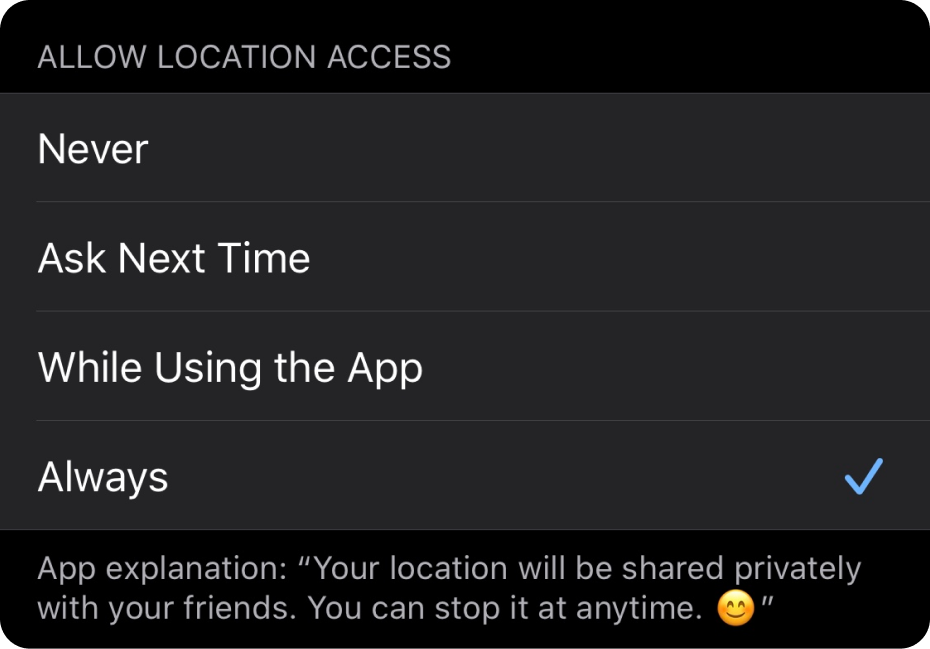 ALLOW LOCATION ACCESS
Never
Ask Next Time
While Using the App
Always
App explanation: “Your location will be shared privately
with your friends. You can stop it at anytime. 😊”